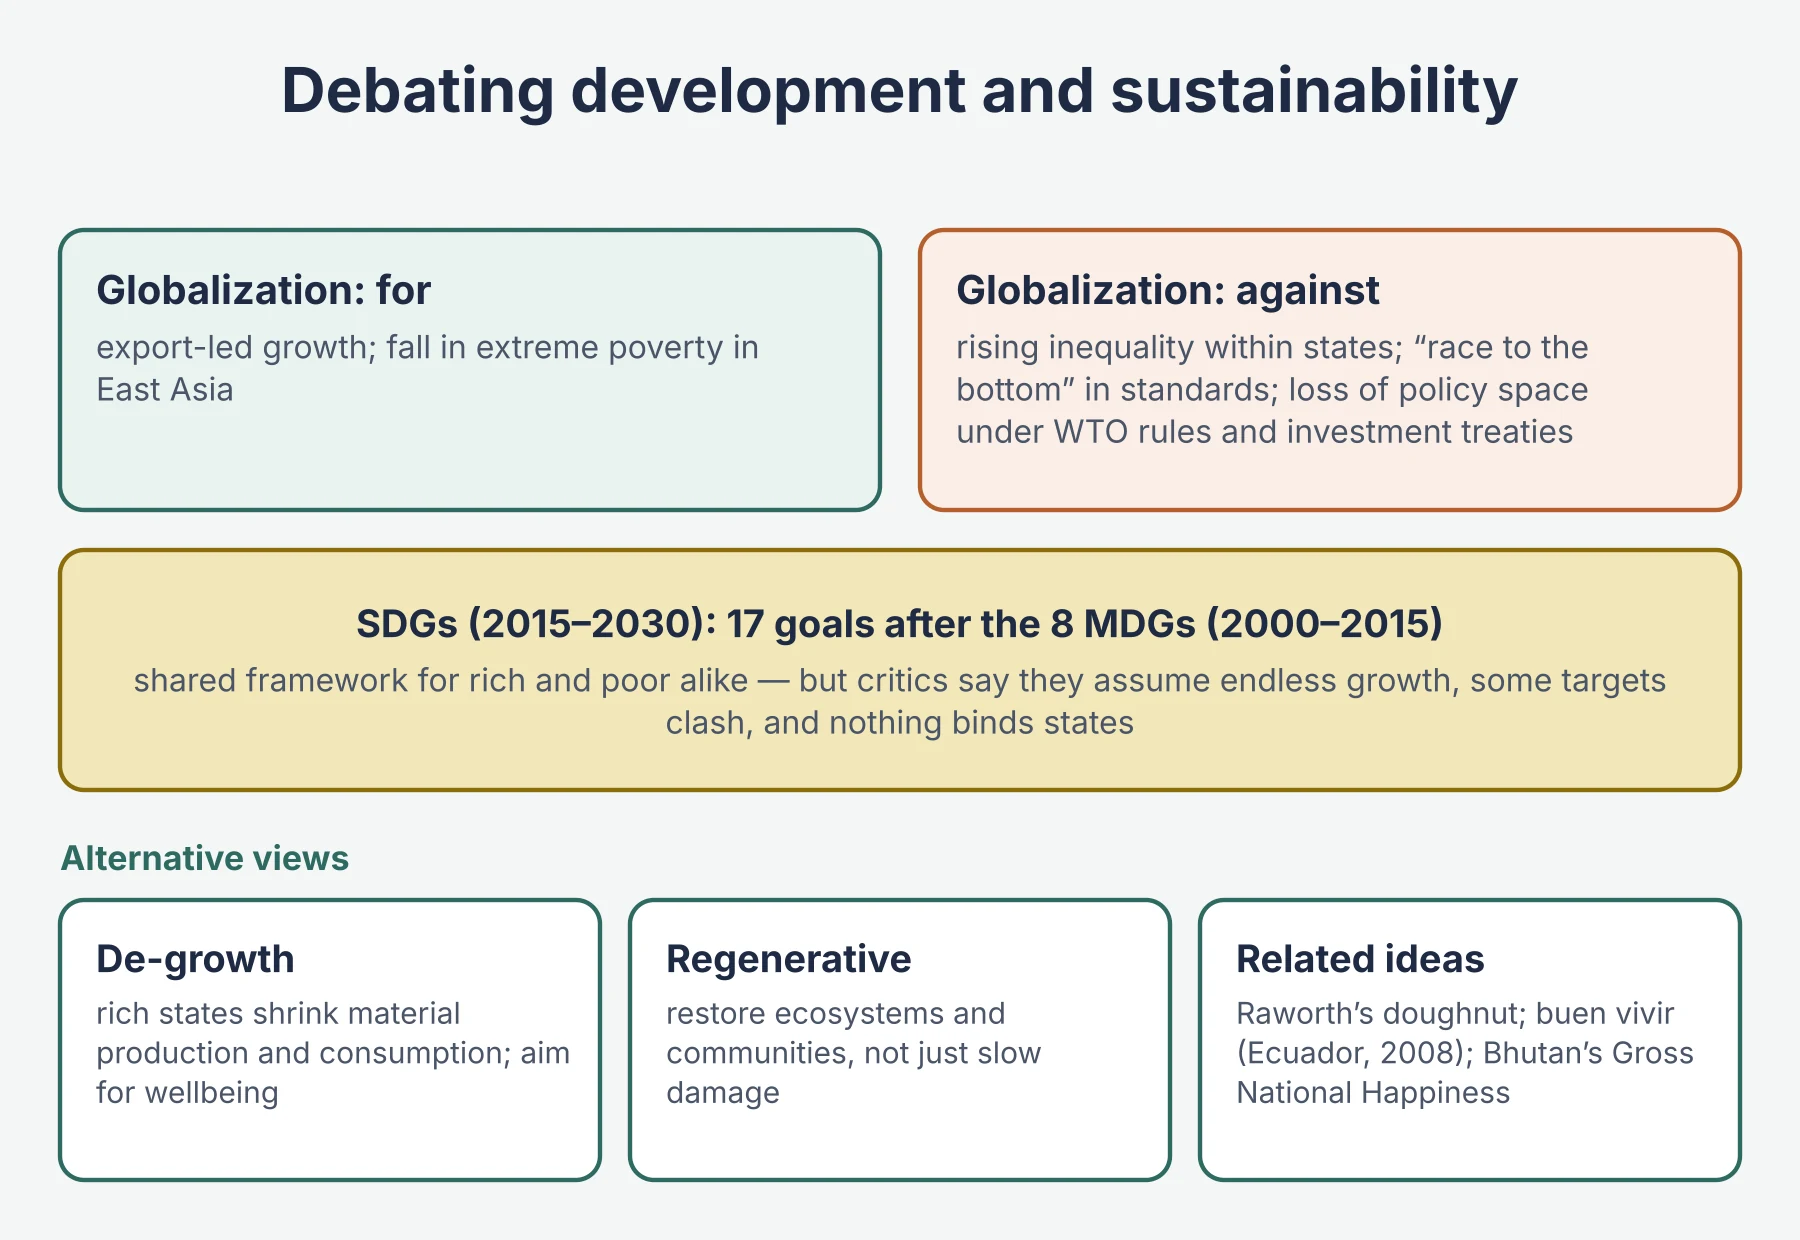 Debating development and sustainability
Globalization: for
export-led growth; fall in extreme poverty in
East Asia
Globalization: against
rising inequality within states; “race to the
bottom” in standards; loss of policy space
under WTO rules and investment treaties
SDGs (2015–2030): 17 goals after the 8 MDGs (2000–2015)
shared framework for rich and poor alike — but critics say they assume endless growth, some targets
clash, and nothing binds states
Alternative views
De-growth
rich states shrink material
production and consumption; aim
for wellbeing
Regenerative
restore ecosystems and
communities, not just slow
damage
Related ideas
Raworth’s doughnut; buen vivir
(Ecuador, 2008); Bhutan’s Gross
National Happiness